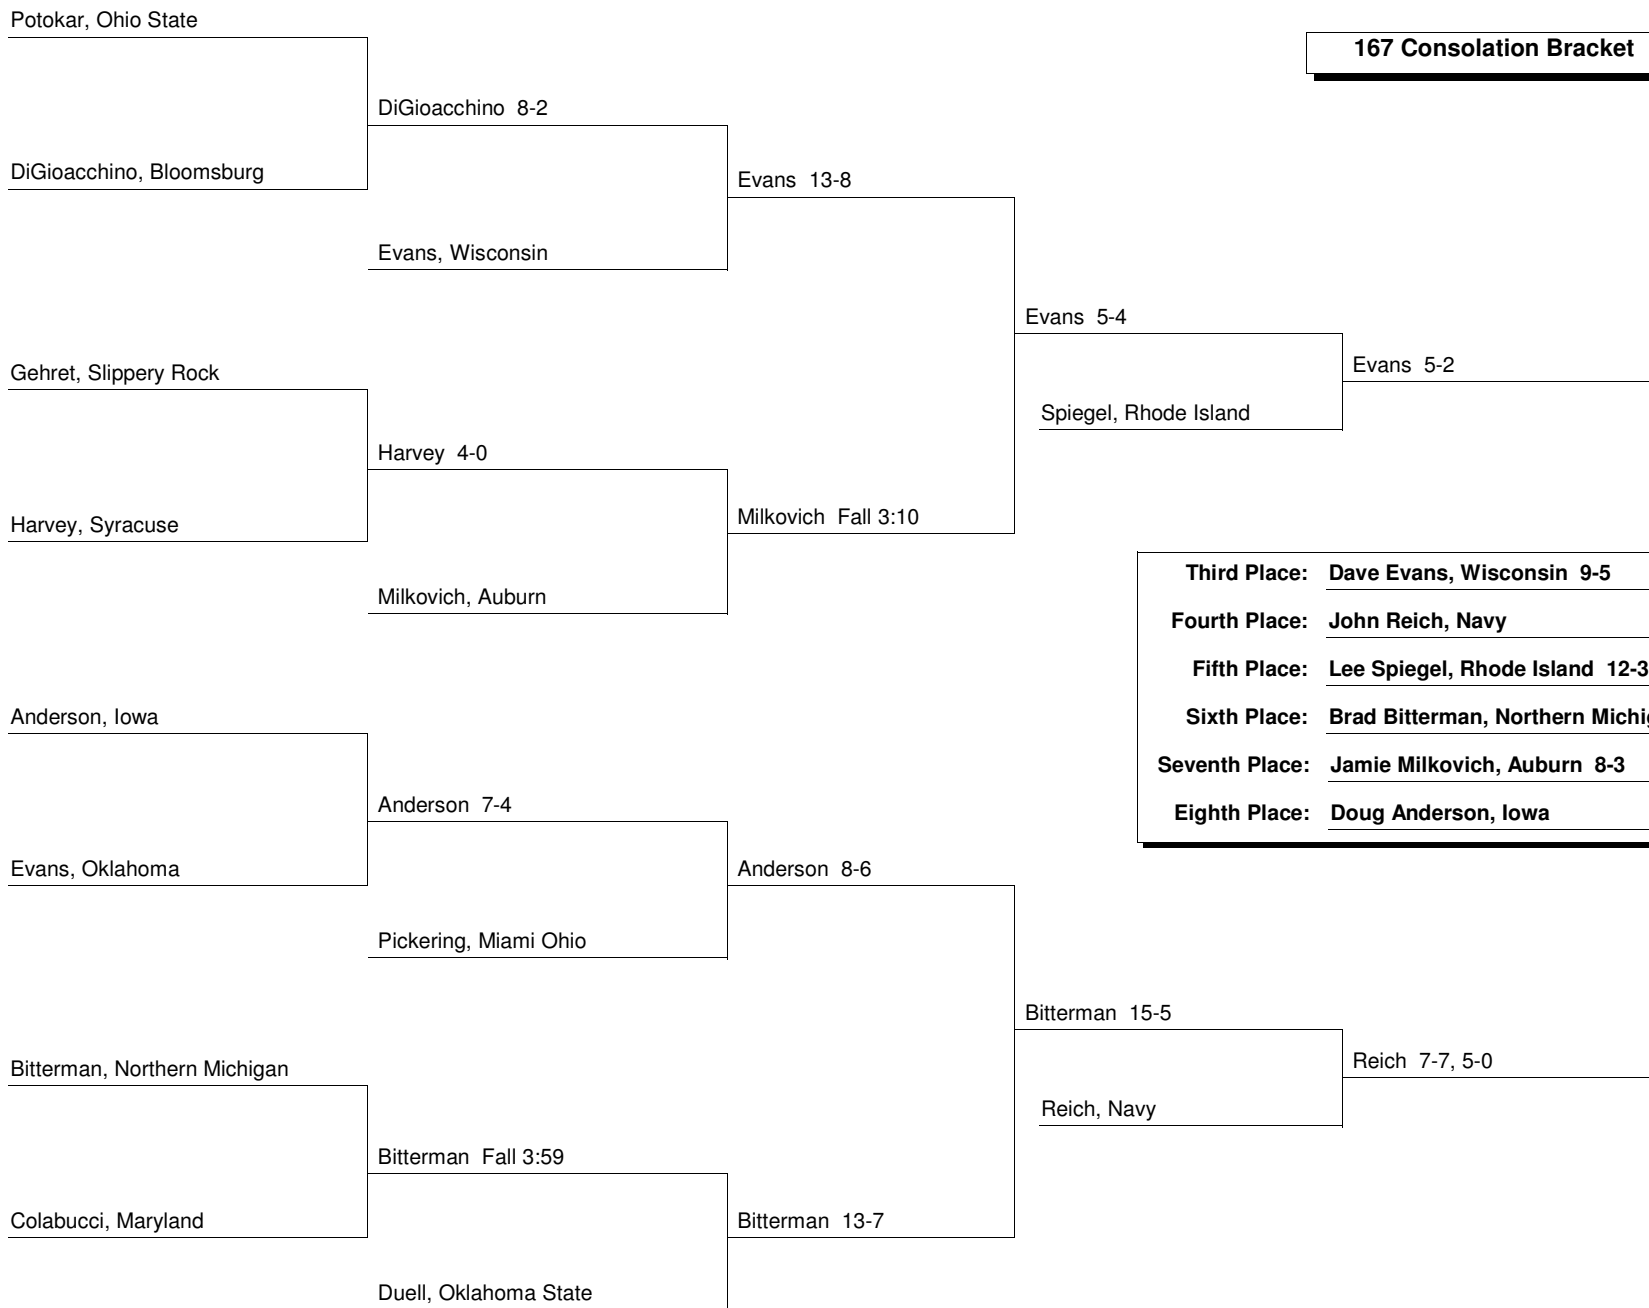 Potokar, Ohio State
167 Consolation Bracket
DiGioacchino 8-2
DiGioacchino, Bloomsburg
Evans 13-8
Evans, Wisconsin
Evans 5-4
Gehret, Slippery Rock
Evans 5-2
Spiegel, Rhode Island
Harvey 4-0
Harvey, Syracuse
Milkovich Fall 3:10
Milkovich, Auburn
Third Place: Dave Evans, Wisconsin 9-5
Fourth Place: John Reich, Navy
Fifth Place: Lee Spiegel, Rhode Island 12-3
Sixth Place: Brad Bitterman, Northern Michi
Seventh Place: Jamie Milkovich, Auburn 8-3
Eighth Place: Doug Anderson, Iowa
Anderson, Iowa
Anderson 7-4
Evans, Oklahoma
Anderson 8-6
Pickering, Miami Ohio
Bitterman 15-5
Bitterman, Northern Michigan
Reich 7-7, 5-0
Reich, Navy
Bitterman Fall 3:59
Colabucci, Maryland
Bitterman 13-7
Duell, Oklahoma State